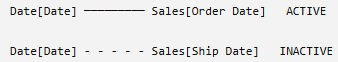 Date[Date] ───────── Sales[Order Date] ACTIVE
Date[Date] - - - - - Sales[Ship Date] INACTIVE